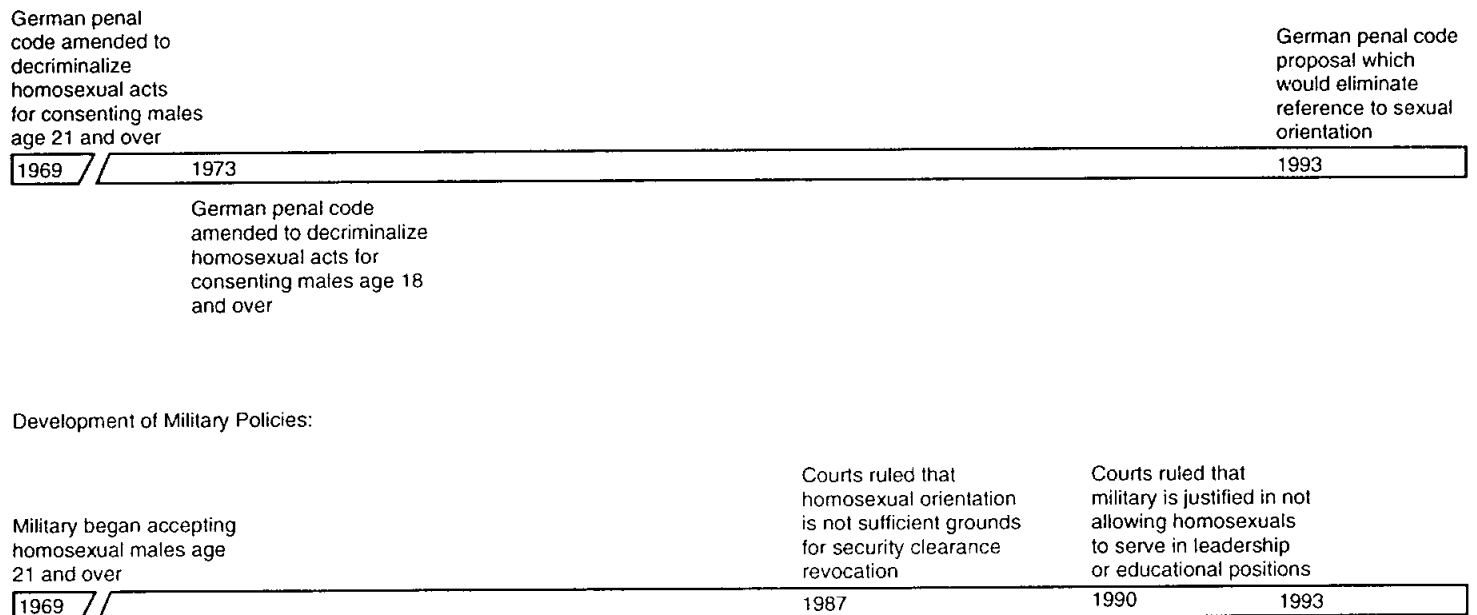 German penal
code amended to
decriminalize
homosexual acts
for consenting males
age 21 and over
German penal code
proposal which
would eliminate
reference to sexual
orientation
1969 1973 1993
German penal code
amended to decriminalize
homosexual acts for
consenting males age 18
and over
Development of Military Policies:
Military began accepting
homosexual males age
21 and over
Courts ruled that
homosexual orientation
is not sufficient grounds
for security clearance
revocation
Courts ruled that
military is justified in not
allowing homosexuals
to serve in leadership
or educational positions
1969 1987 1990 1993